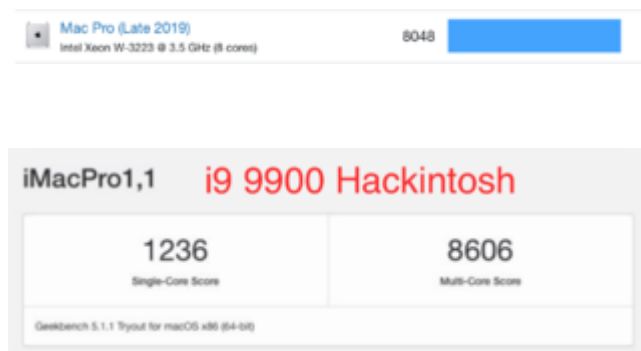 Mac Pro (Late 2019)
Intel Xeon W-3223 @ 3.5 GHz (8 cores)
8048
iMacPro1,1
i9 9900 Hackintosh
1236
8606
Single-Core Score
Multi-Core Score
Geekbench 5.1.1 Tryout for macOS x86 (64-bit)